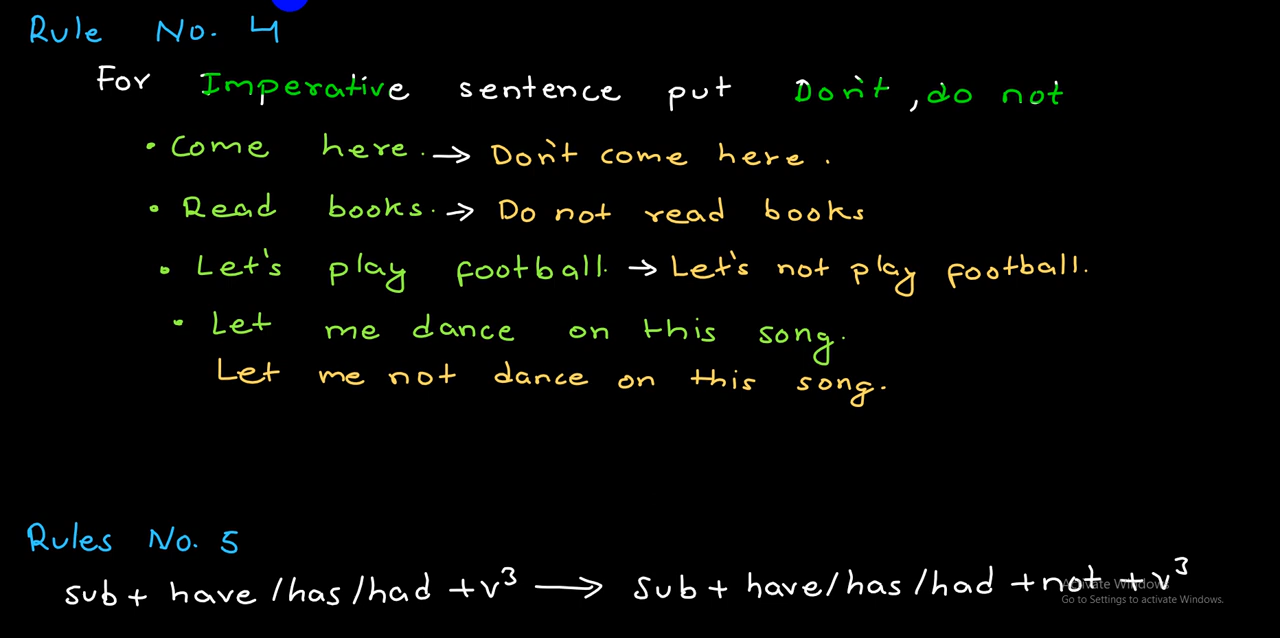 Rule No. 4
For Imperative sentence put Don't, do not
• Come here. → Don't come here.
• Read books. → Do not read books
• Let's play football. → Let's not play football.
• Let me dance on this song.
Let me not dance on this song.
Rules No. 5
sub + have /has /had + v³ → Sub + have/has /had + not + v³
Activate Windows
Go to Settings to activate Windows.